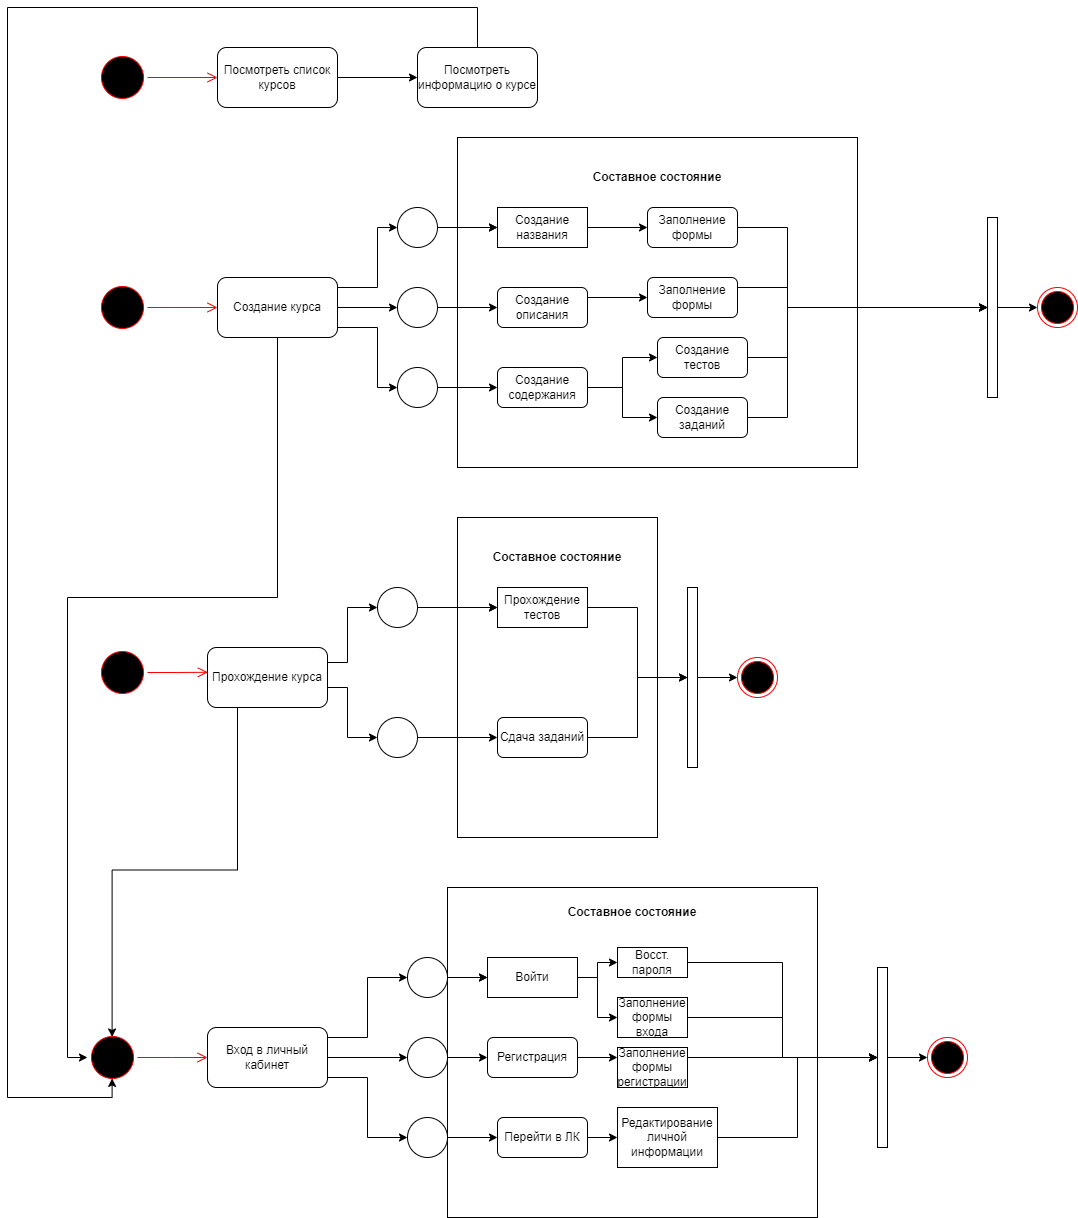 Посмотреть список
курсов
Посмотреть
информацию о курсе
Составное состояние
Создание
названия
Заполнение
формы
Создание курса
Создание
описания
Заполнение
формы
Создание
содержания
Создание
тестов
Создание
заданий
Составное состояние
Прохождение
тестов
Прохождение курса
Сдача заданий
Составное состояние
Войти
Восст.
пароля
Заполнение
формы
входа
Вход в личный
кабинет
Регистрация
Заполнение
формы
регистрации
Перейти в ЛК
Редактирование
личной
информации